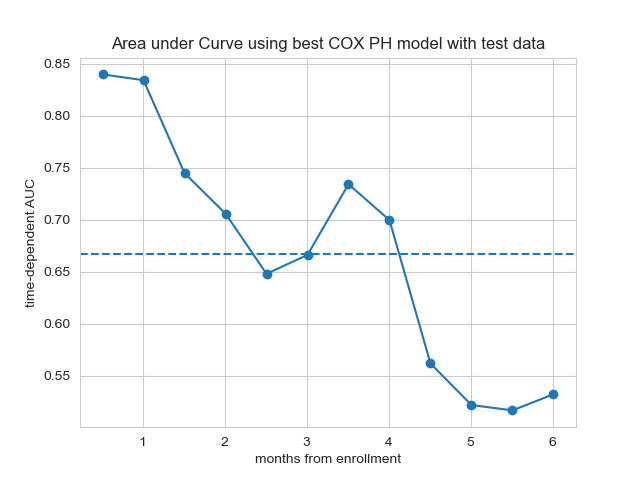 Area under Curve using best COX PH model with test data
0.85
0.80
0.75
0.70
0.65
0.60
0.55
time-dependent AUC
1 2 3 4 5 6
months from enrollment